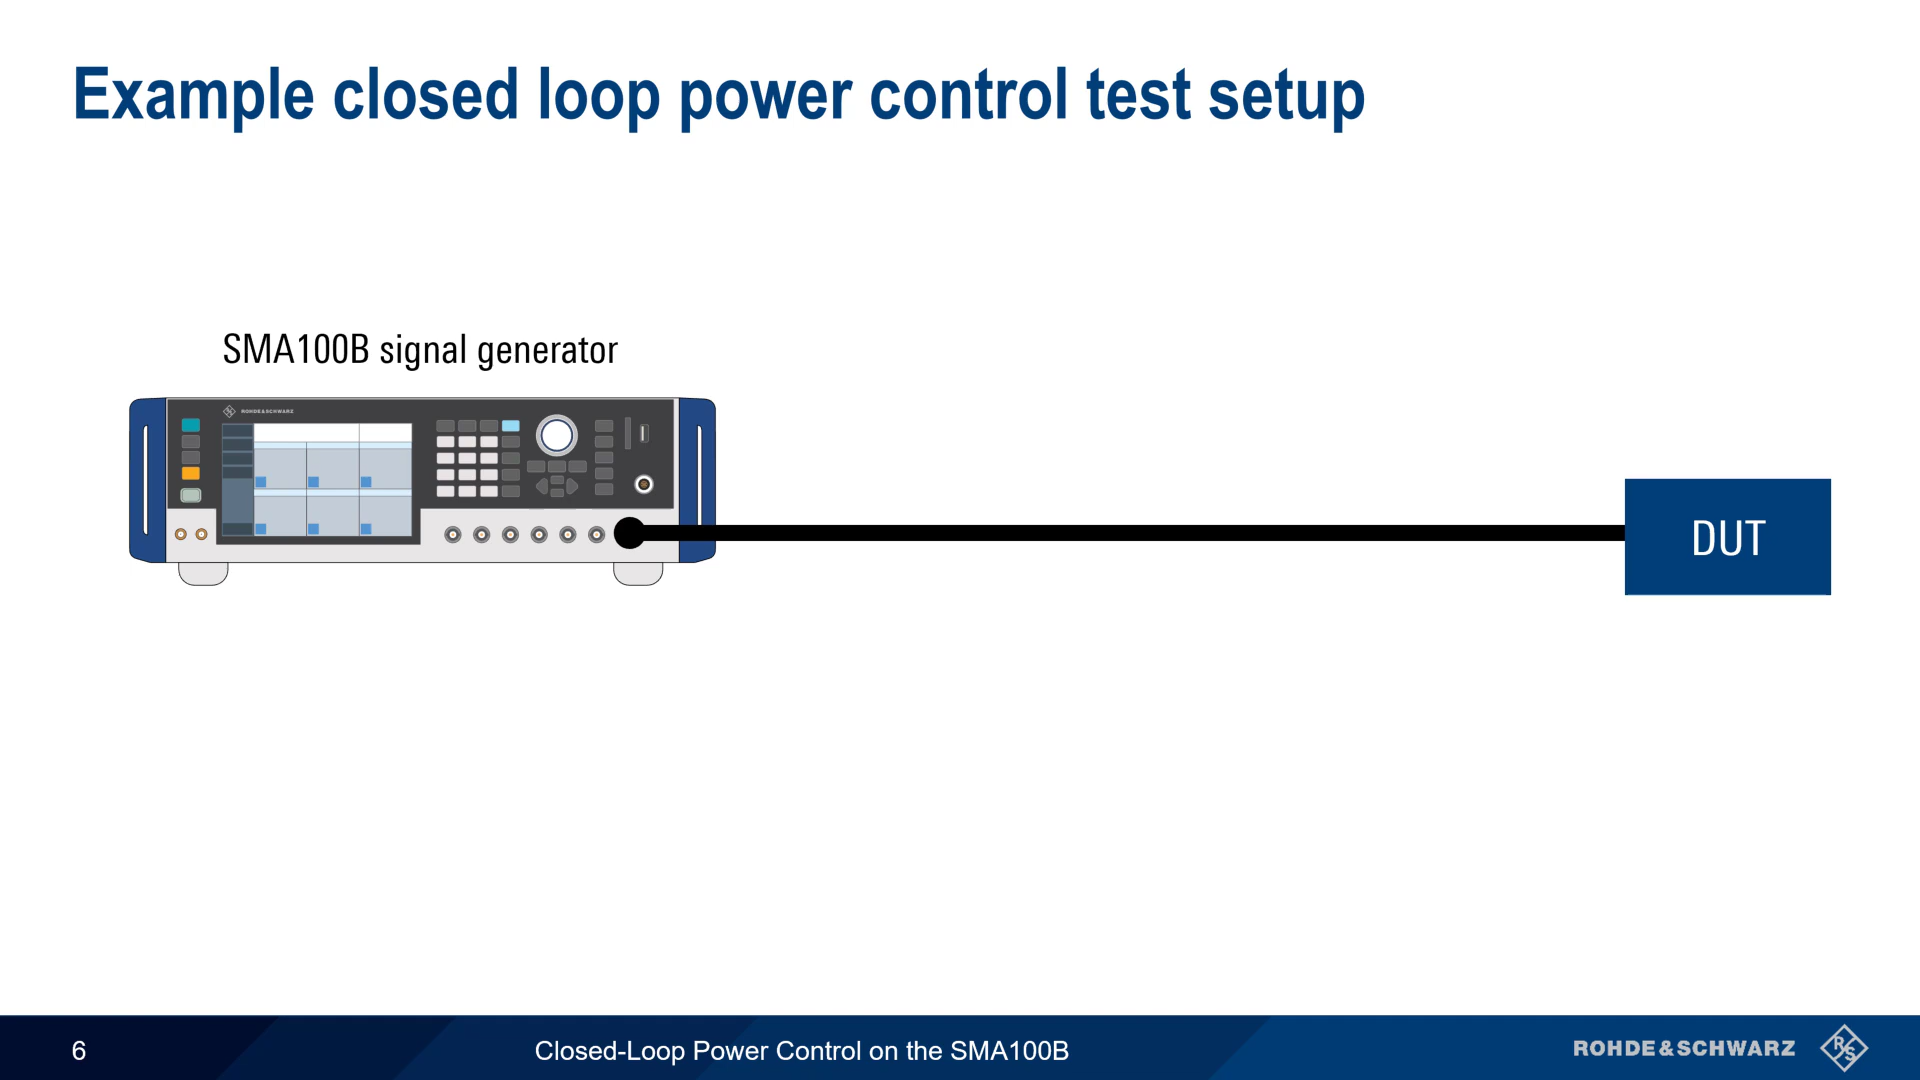 Example closed loop power control test setup
SMA100B signal generator
ROHDE&SCHWARZ
DUT
6
Closed-Loop Power Control on the SMA100B
ROHDE&SCHWARZ
R&S